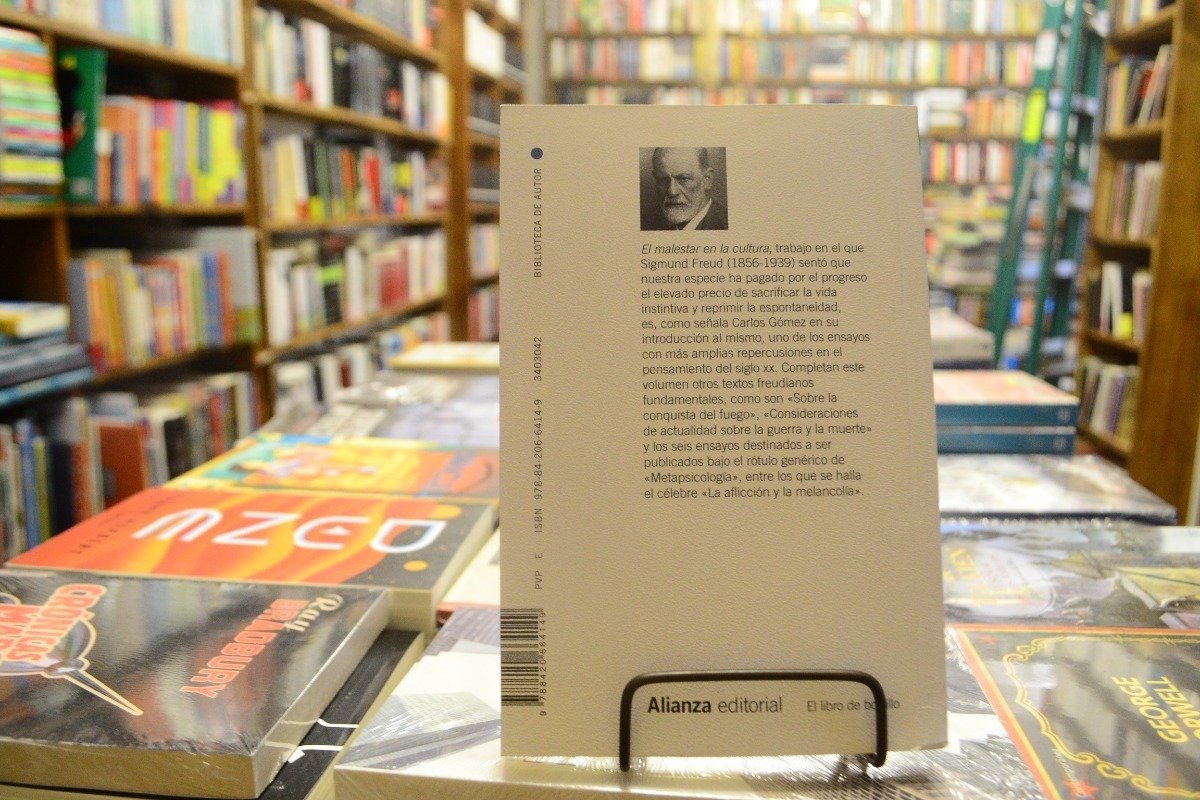 BIBLIOTECA DE AUTOR
3403042
ISBN 978-84-206-6414-9
PVP E
El malestar en la cultura, trabajo en el que
Sigmund Freud (1856-1939) sentó que
nuestra especie ha pagado por el progreso
el elevado precio de sacrificar la vida
instintiva y reprimir la espontaneidad,
es, como señala Carlos Gómez en su
introducción al mismo, uno de los ensayos
con más amplias repercusiones en el
pensamiento del siglo XX. Completan este
volumen otros textos freudianos
fundamentales, como son «Sobre la
conquista del fuego», «Consideraciones
de actualidad sobre la guerra y la muerte»
y los seis ensayos destinados a ser
publicados bajo el rótulo genérico de
«Metapsicología», entre los que se halla
el célebre «La aflicción y la melancolía».
Alianza editorial
El libro de
Ray
BRADBURY
GEORGE